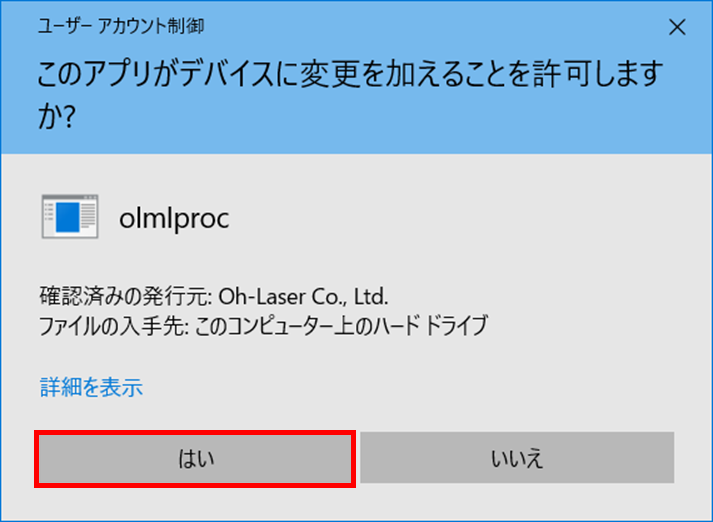 ユーザー アカウント制御
このアプリがデバイスに変更を加えることを許可します
か?
olmlproc
確認済みの発行元: Oh-Laser Co., Ltd.
ファイルの入手先: このコンピューター上のハード ドライブ
詳細を表示
はい
いいえ